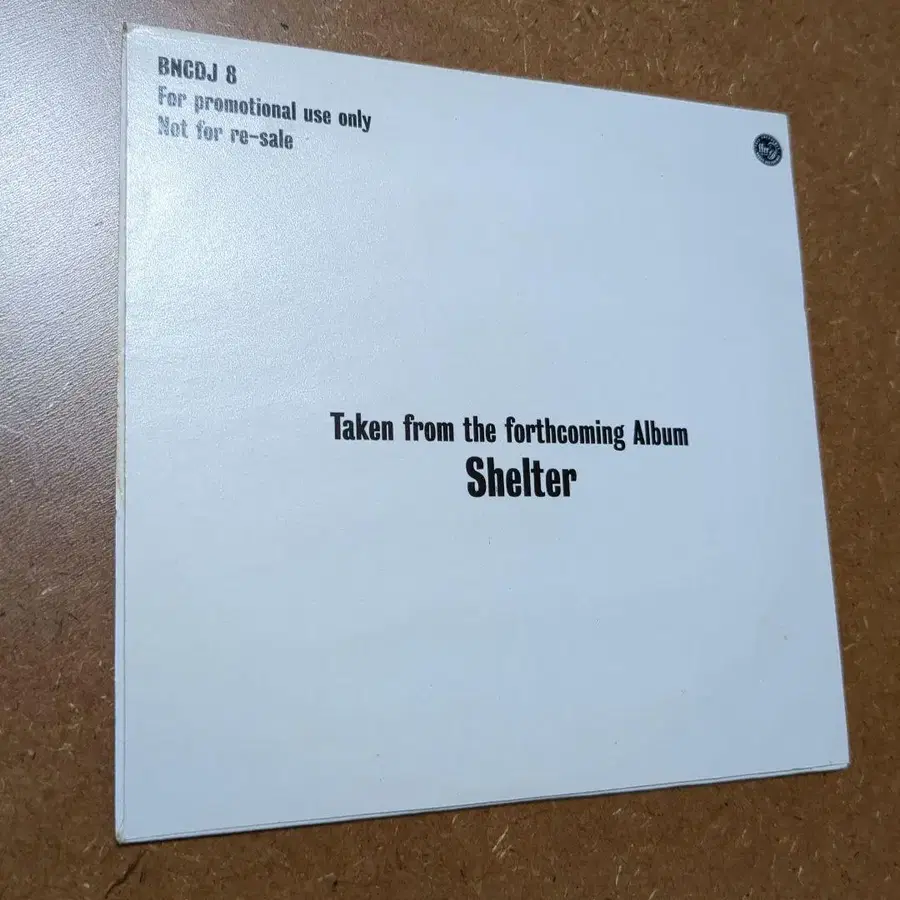 BNCDJ 8
For promotional use only
Not for re-sale
Taken from the forthcoming Album
Shelter